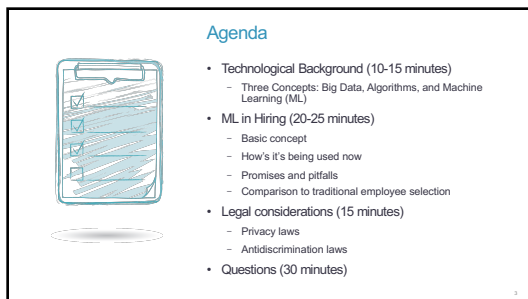 Agenda
• Technological Background (10-15 minutes)
– Three Concepts: Big Data, Algorithms, and Machine
Learning (ML)
• ML in Hiring (20-25 minutes)
– Basic concept
– How's it's being used now
– Promises and pitfalls
– Comparison to traditional employee selection
• Legal considerations (15 minutes)
– Privacy laws
– Antidiscrimination laws
• Questions (30 minutes)